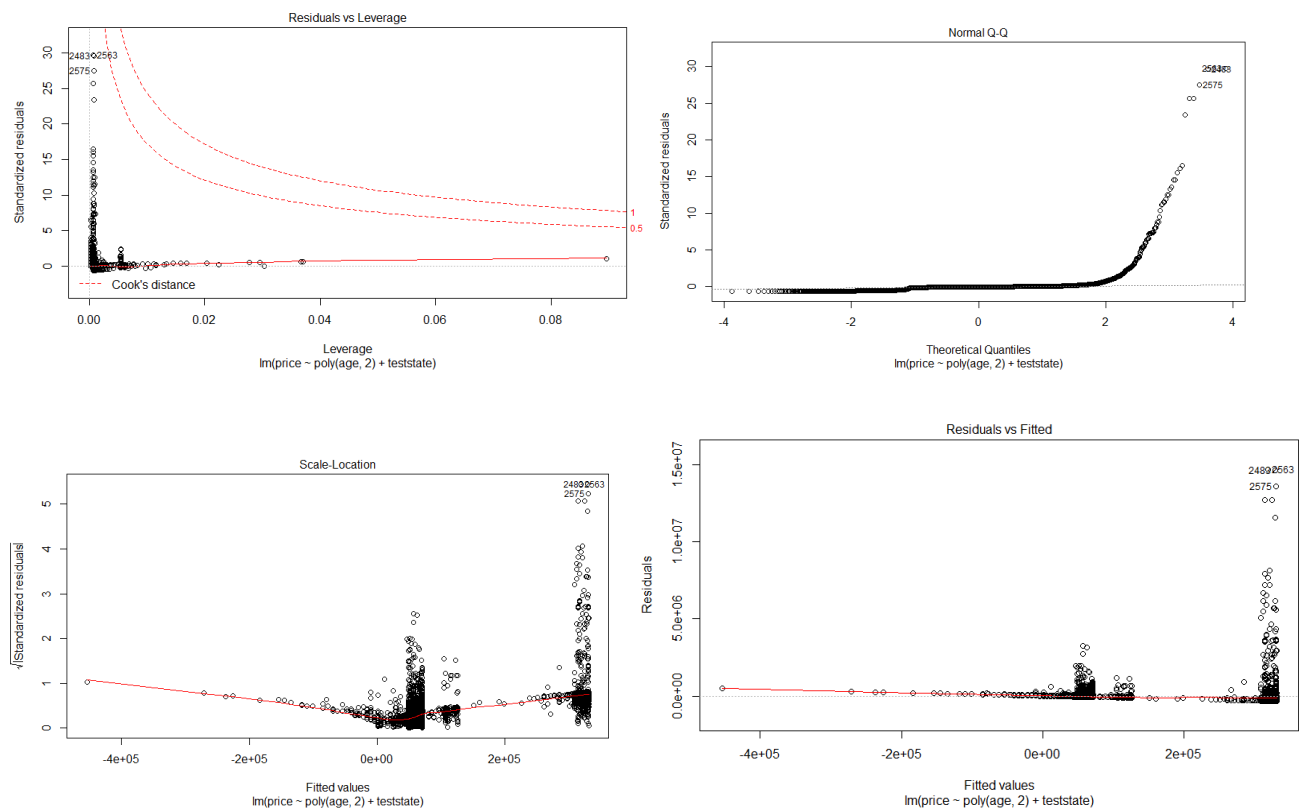 Residuals vs Leverage
Standardized residuals
30
25
20
15
10
5
0
2483
2563
2575
1
0.5
Cook's distance
0.00
0.02
0.04
0.06
0.08
Leverage
lm(price ~ poly(age, 2) + teststate)
Normal Q-Q
Standardized residuals
30
25
20
15
10
5
0
2575
-4
-2
0
2
4
Theoretical Quantiles
lm(price ~ poly(age, 2) + teststate)
Scale-Location
√|Standardized residuals|
5
4
3
2
1
0
2563
2575
-4e+05
-2e+05
0e+00
2e+05
Fitted values
lm(price ~ poly(age, 2) + teststate)
Residuals vs Fitted
Residuals
1.5e+07
1.0e+07
5.0e+06
0.0e+00
2483
2563
2575
-4e+05
-2e+05
0e+00
2e+05
Fitted values
lm(price ~ poly(age, 2) + teststate)